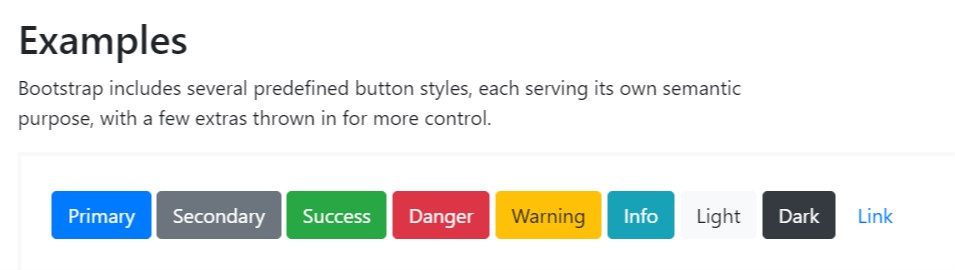 Examples
Bootstrap includes several predefined button styles, each serving its own semantic
purpose, with a few extras thrown in for more control.
Primary Secondary Success Danger Warning Info Light Dark Link